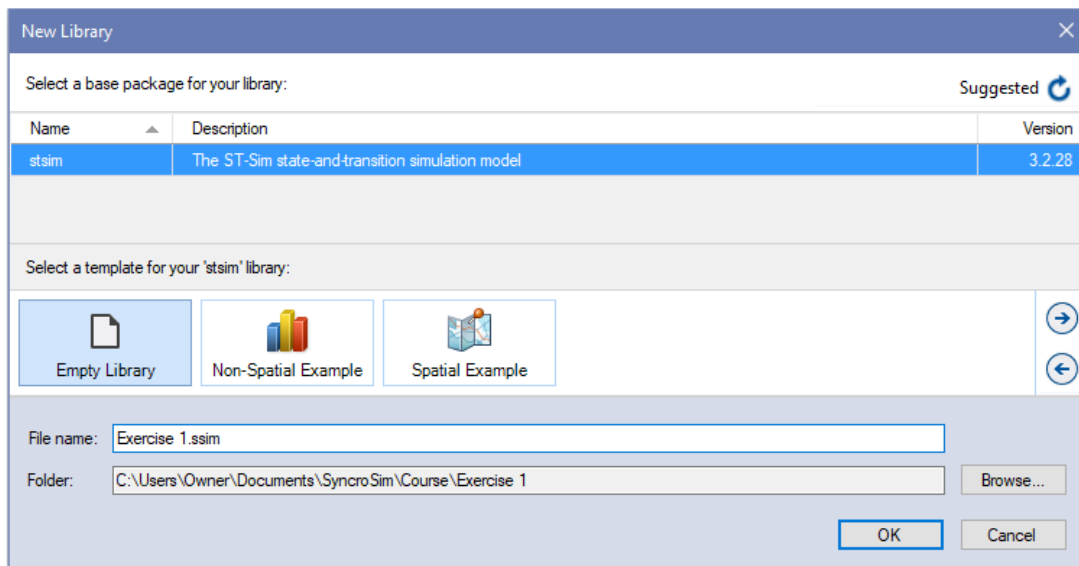 New Library
Select a base package for your library:
Suggested
Name Description Version
stsim The ST-Sim state-and-transition simulation model 3.2.28
Select a template for your 'stsim' library:
Empty Library Non-Spatial Example Spatial Example
File name: Exercise 1.ssim
Folder: C:\Users\Owner\Documents\SyncroSim\Course\Exercise 1 Browse...
OK Cancel